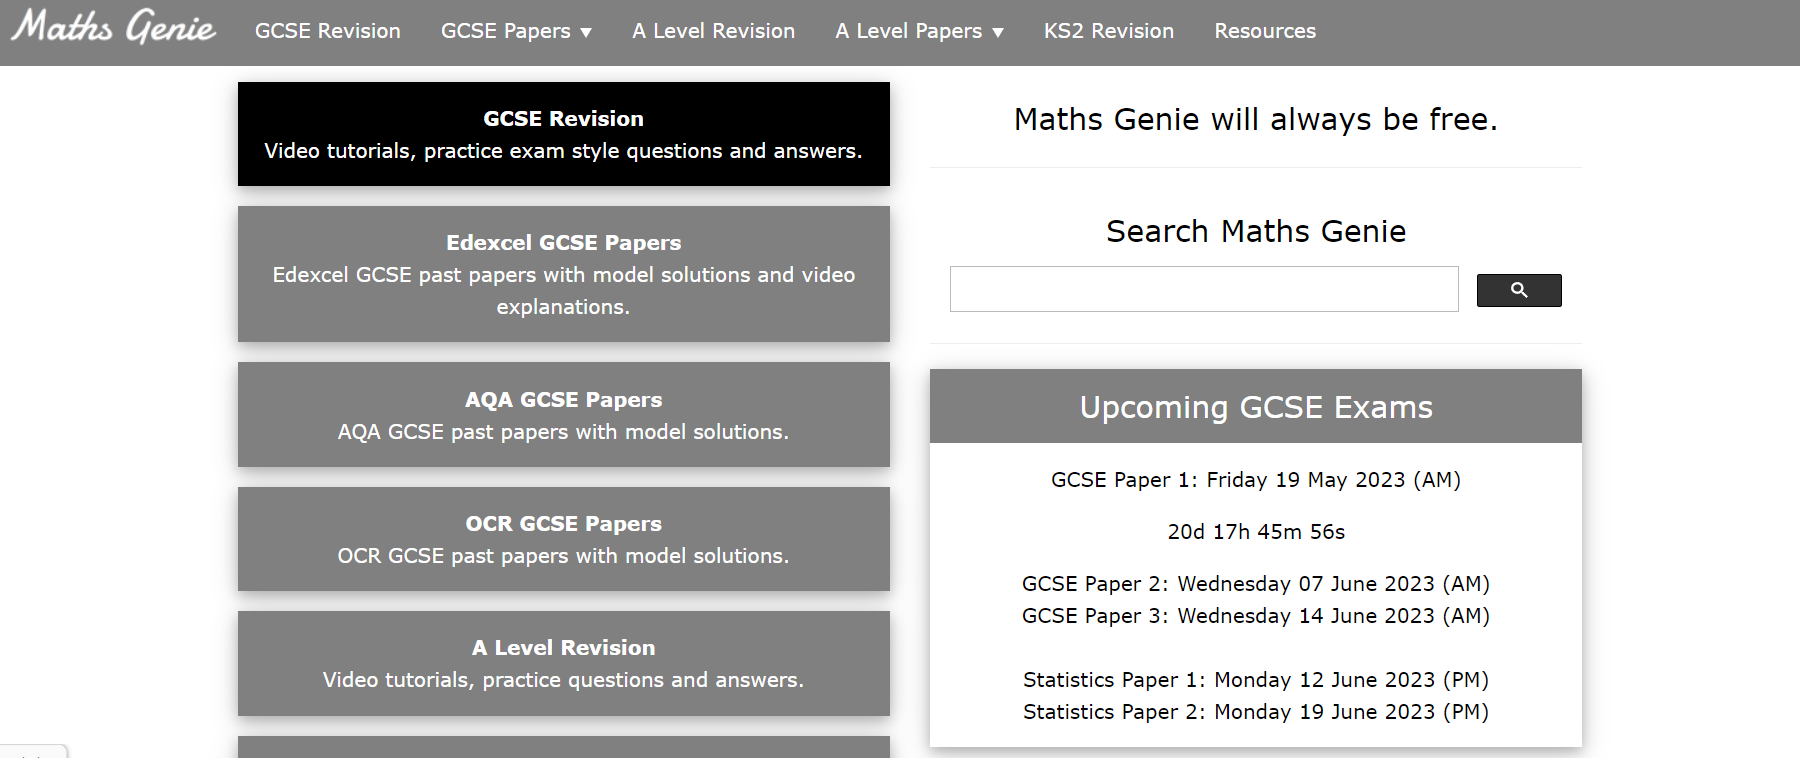 Maths Genie
GCSE Revision
GCSE Papers ▼
A Level Revision
A Level Papers ▼
KS2 Revision
Resources
GCSE Revision
Video tutorials, practice exam style questions and answers.
Edexcel GCSE Papers
Edexcel GCSE past papers with model solutions and video
explanations.
AQA GCSE Papers
AQA GCSE past papers with model solutions.
OCR GCSE Papers
OCR GCSE past papers with model solutions.
A Level Revision
Video tutorials, practice questions and answers.
Maths Genie will always be free.
Search Maths Genie
Upcoming GCSE Exams
GCSE Paper 1: Friday 19 May 2023 (AM)
20d 17h 45m 56s
GCSE Paper 2: Wednesday 07 June 2023 (AM)
GCSE Paper 3: Wednesday 14 June 2023 (AM)
Statistics Paper 1: Monday 12 June 2023 (PM)
Statistics Paper 2: Monday 19 June 2023 (PM)